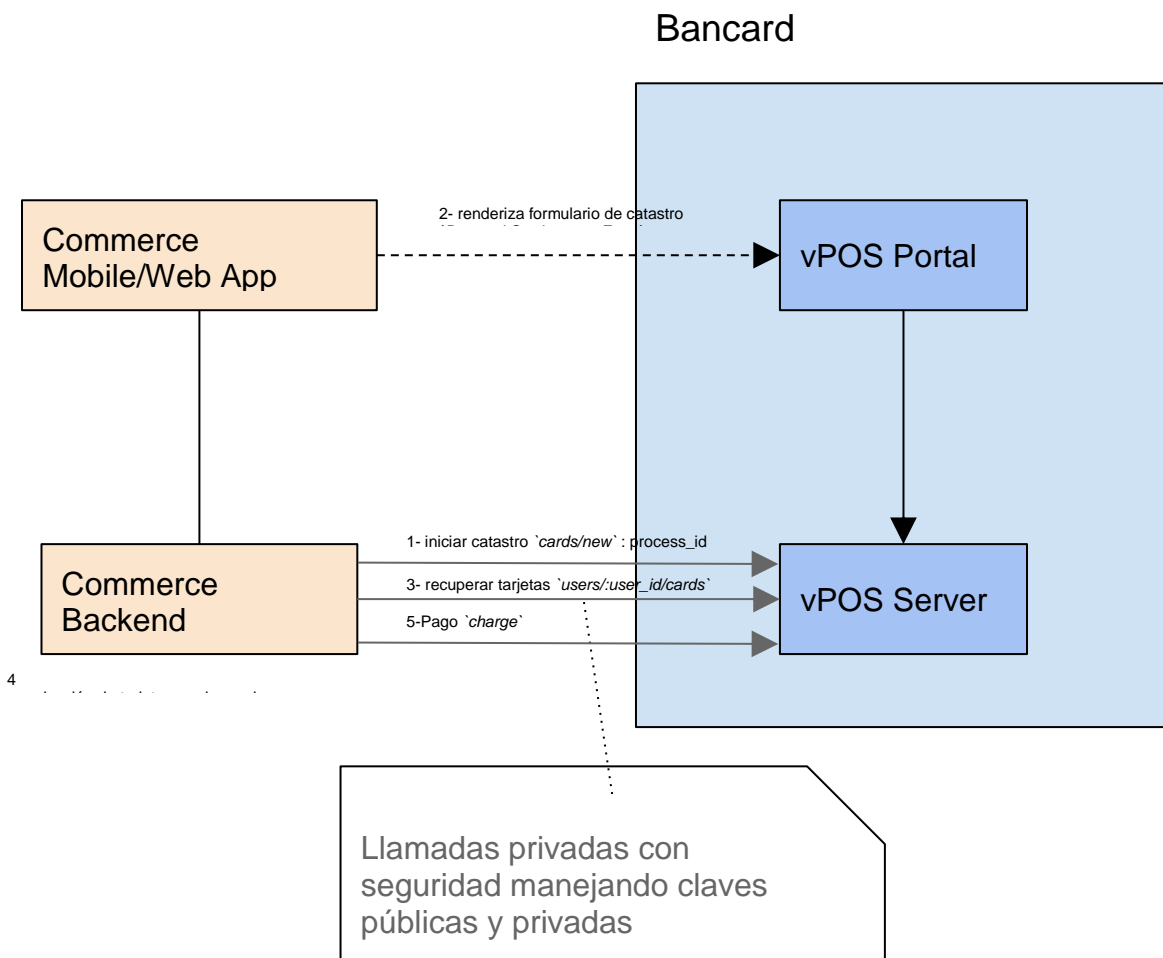 Bancard
2- renderiza formulario de catastro
Commerce
Mobile/Web App
vPOS Portal
1- iniciar catastro `cards/new` : process_id
3- recuperar tarjetas `users/:user_id/cards`
5-Pago `charge`
Commerce
Backend
vPOS Server
4
Llamadas privadas con
seguridad manejando claves
públicas y privadas